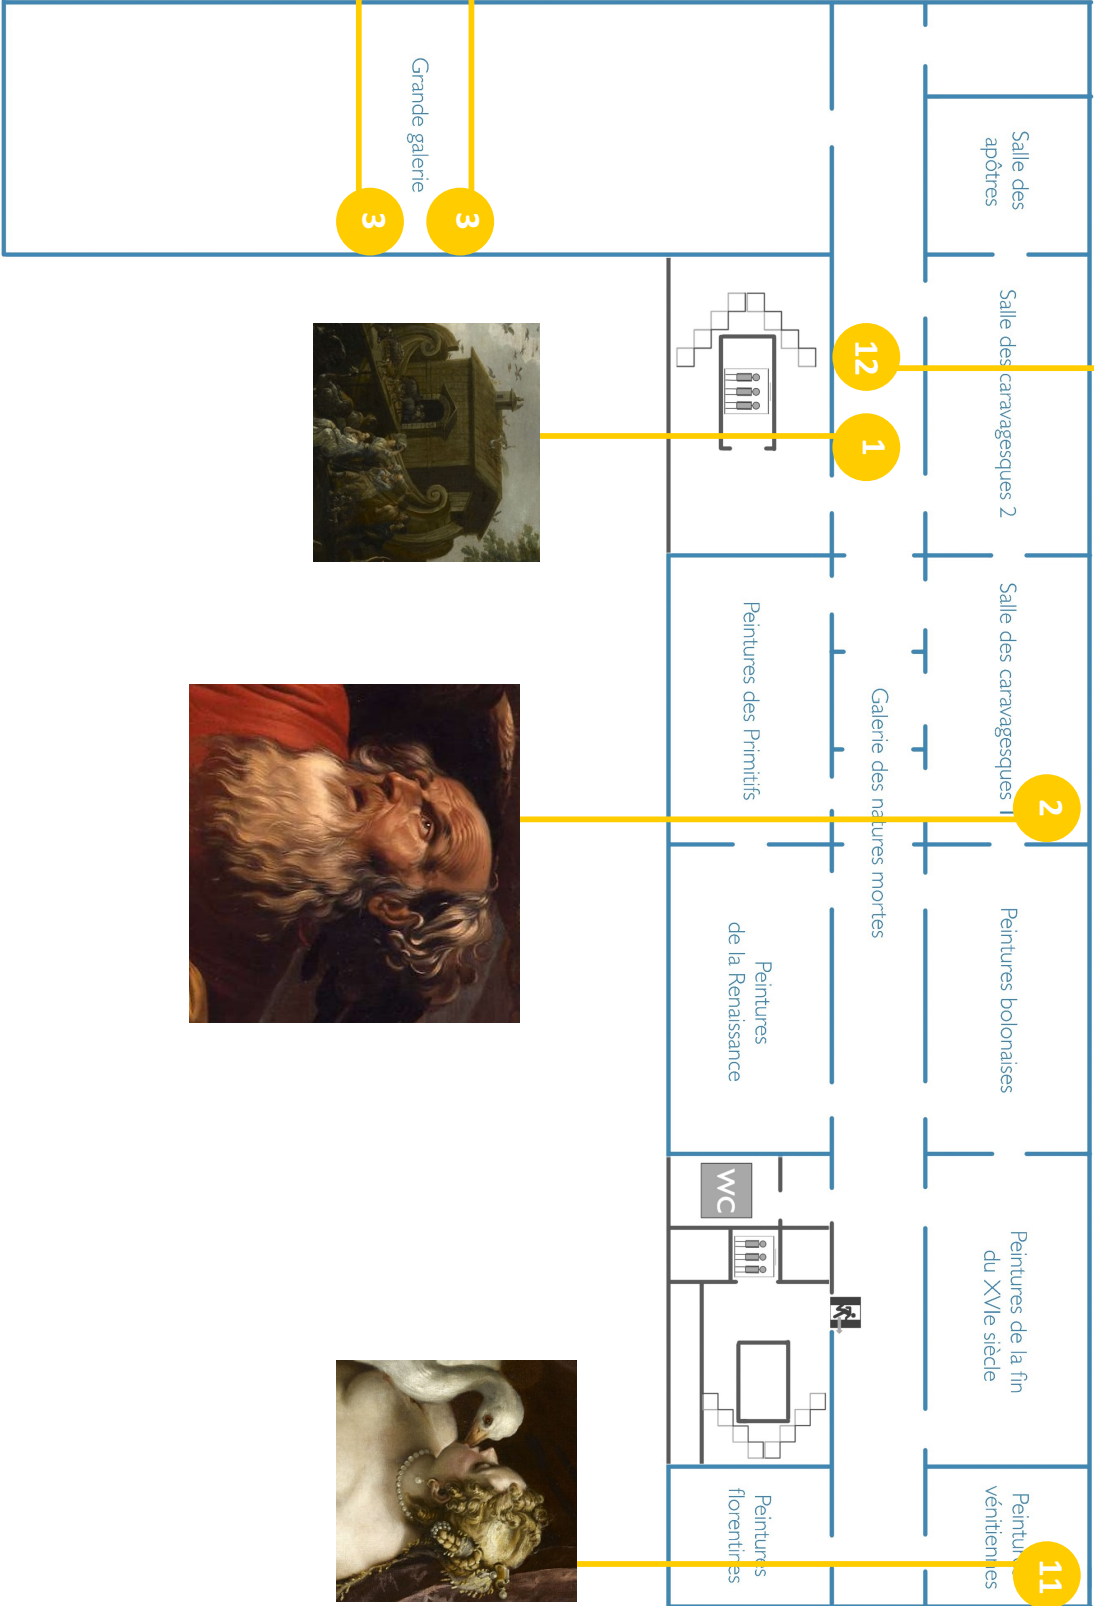 Salle des
apôtres
Salle des caravagesques 2
Salle des caravagesques 1
2
Peintures bolonaises
Peintures de la fin
du XVIe siècle
vénitiennes
11
12
1
Galerie des natures mortes
Grande galerie
3
3
Peintures des Primitifs
Peintures
de la Renaissance
WC
Peintures
florentines